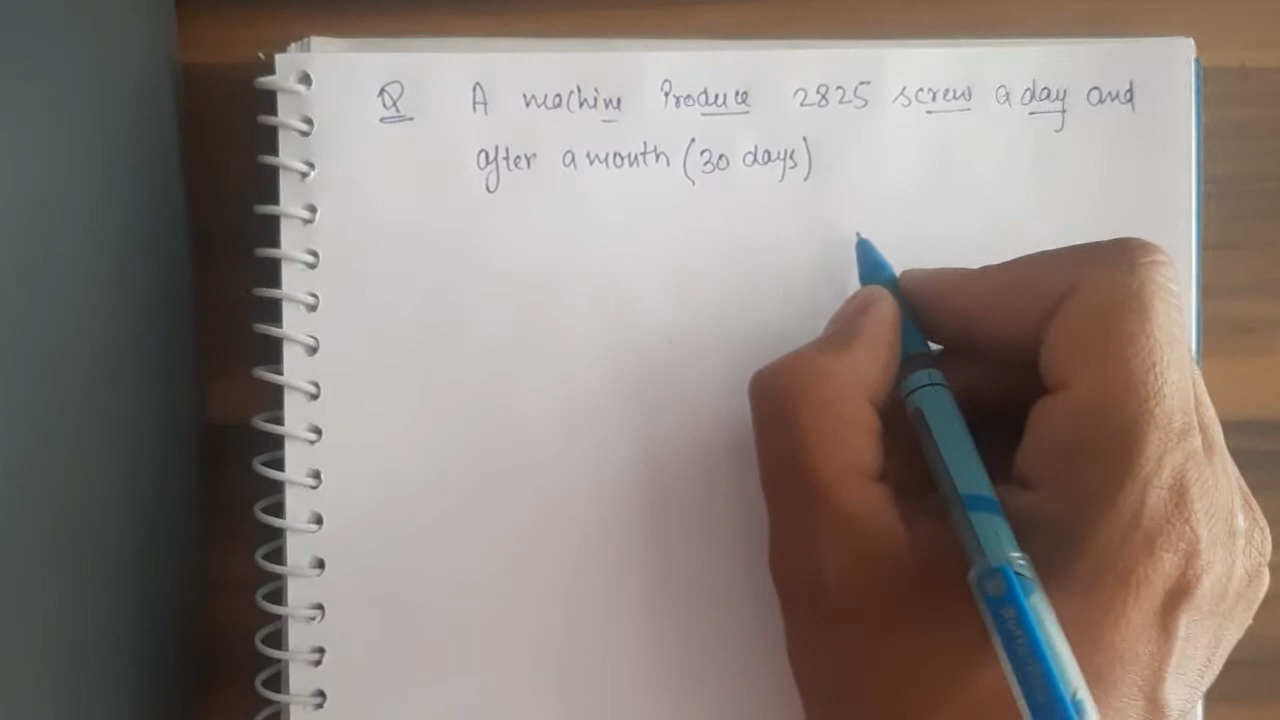 Q A machine Produce 2825 screw a day and
after a month (30 days)